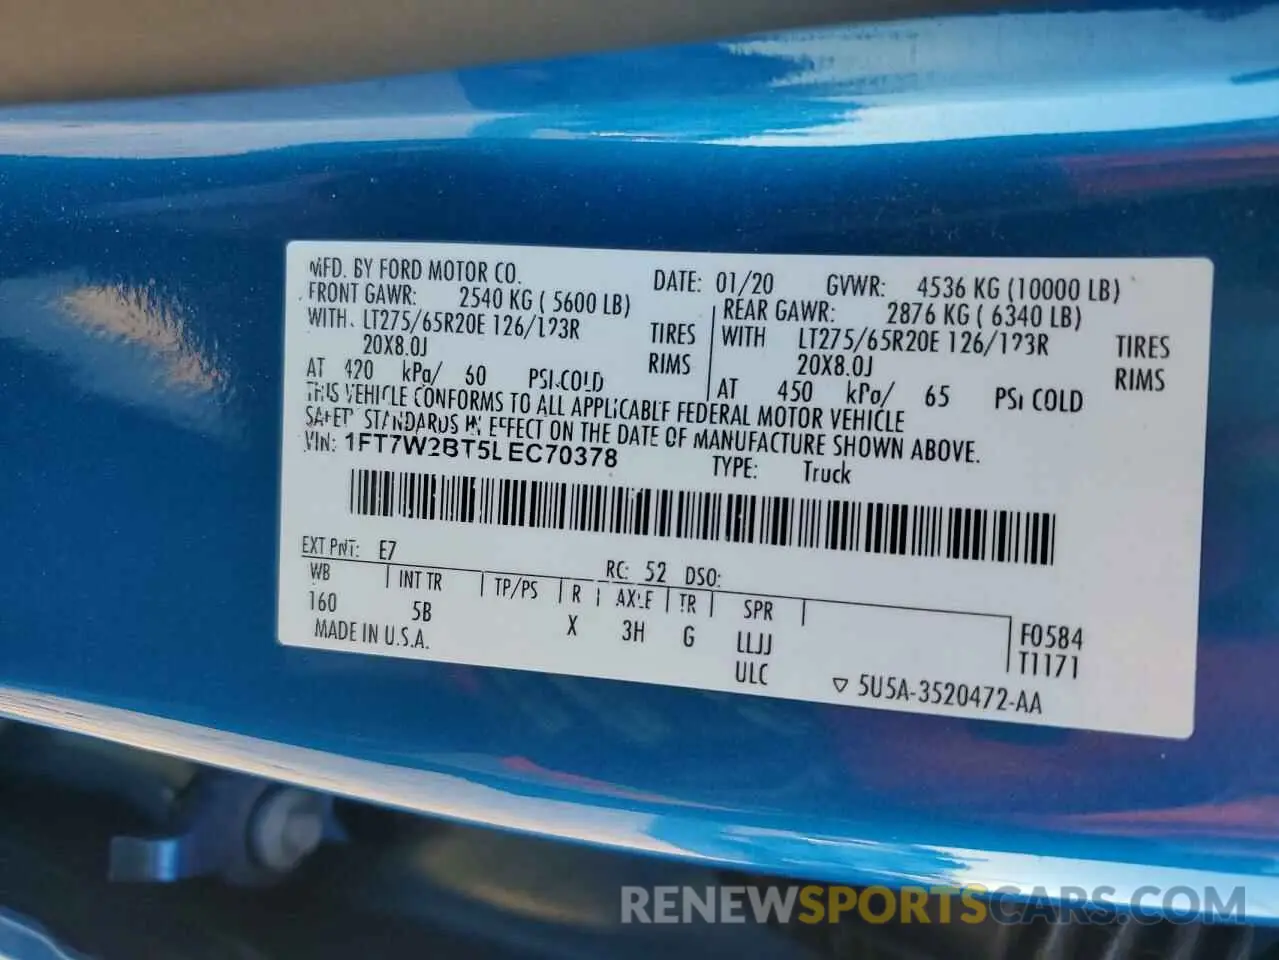 MFD. BY FORD MOTOR CO. DATE: 01/20 GVWR: 4536 KG (10000 LB)
FRONT GAWR: 2540 KG ( 5600 LB) REAR GAWR: 2876 KG ( 6340 LB)
WITH LT275/65R20E 126/123R TIRES WITH LT275/65R20E 126/123R TIRES
20X8.0J RIMS 20X8.0J RIMS
AT 420 kPa/ 60 PSI COLD AT 450 kPa/ 65 PSI COLD
THIS VEHICLE CONFORMS TO ALL APPLICABLE FEDERAL MOTOR VEHICLE
SAFETY STANDARDS IN EFFECT ON THE DATE OF MANUFACTURE SHOWN ABOVE.
VIN: 1FT7W2BT5LEC70378 TYPE: Truck
EXT PNT: E7 RC: 52 DSO:
WB INT TR TP/PS R AXLE TR SPR
160 5B X 3H G LLJJ F0584
MADE IN U.S.A. ULC T1171
5U5A-3520472-AA
RENEWSPORTSCARS.COM